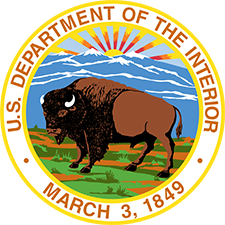 U.S. DEPARTMENT OF THE INTERIOR
MARCH 3, 1849